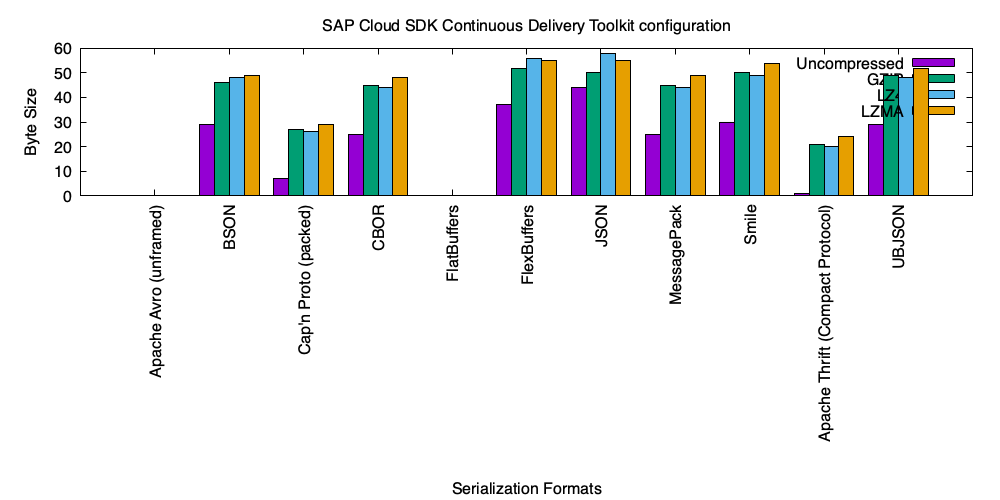 SAP Cloud SDK Continuous Delivery Toolkit configuration
60
50
40
30
20
10
0
Byte Size
Uncompressed
GZIP
LZ4
LZMA
Apache Avro (unframed)
BSON
Cap'n Proto (packed)
CBOR
FlatBuffers
FlexBuffers
JSON
MessagePack
Smile
Apache Thrift (Compact Protocol)
UBJSON
Serialization Formats